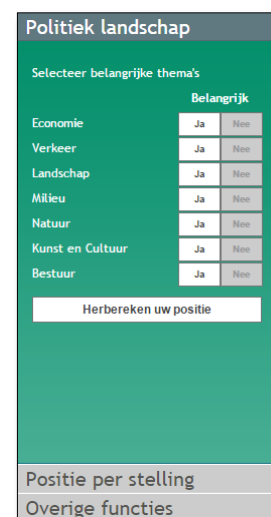 Politiek landschap
Selecteer belangrijke thema's
Belangrijk
Economie Ja Nee
Verkeer Ja Nee
Landschap Ja Nee
Milieu Ja Nee
Natuur Ja Nee
Kunst en Cultuur Ja Nee
Bestuur Ja Nee
Herbereken uw positie
Positie per stelling
Overige functies